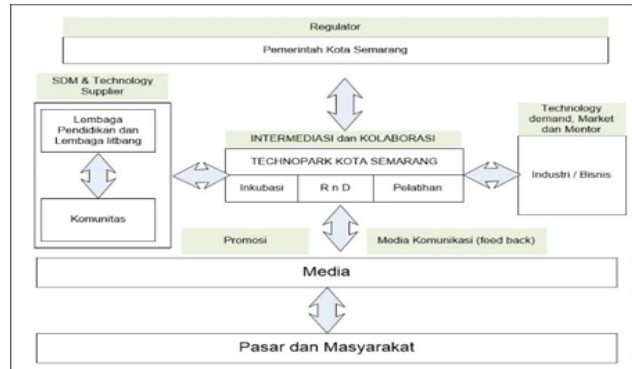 Regulator
Pemerintah Kota Semarang
SDM & Technology
Supplier
Lembaga
Pendidikan dan
Lembaga litbang
Komunitas
INTERMEDIASI dan KOLABORASI
TECHNOPARK KOTA SEMARANG
Inkubasi
R n D
Pelatihan
Technology
demand, Market
dan Mentor
Industri / Bisnis
Promosi
Media Komunikasi (feed back)
Media
Pasar dan Masyarakat